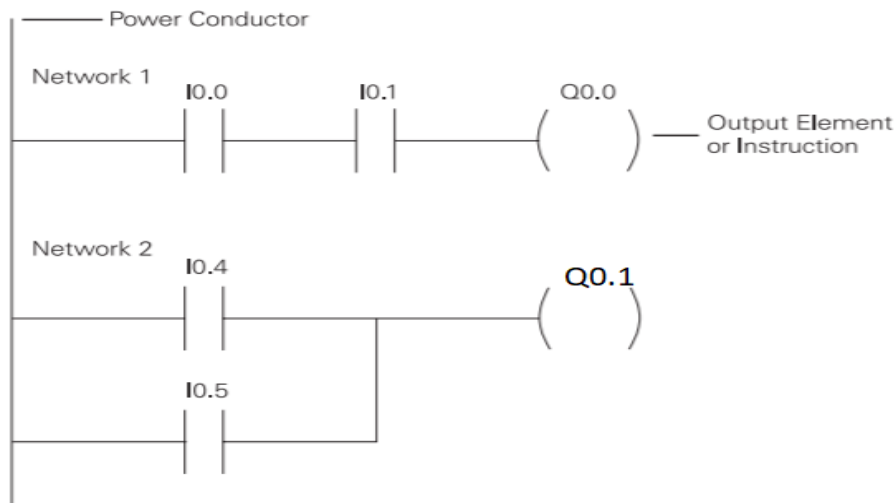 Power Conductor
Network 1
I0.0 I0.1 Q0.0
Output Element
or Instruction
Network 2
I0.4 Q0.1
I0.5